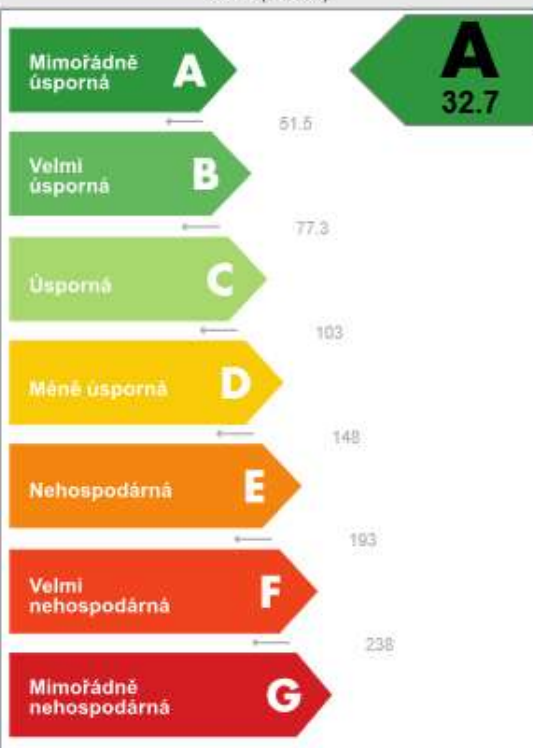 Mimořádně
úsporná
A
A
32.7
51.5
Velmi
úsporná
B
77.3
Úsporná
C
103
Méně úsporná
D
148
Nehospodárná
E
193
Velmi
nehospodárná
F
238
Mimořádně
nehospodárná
G